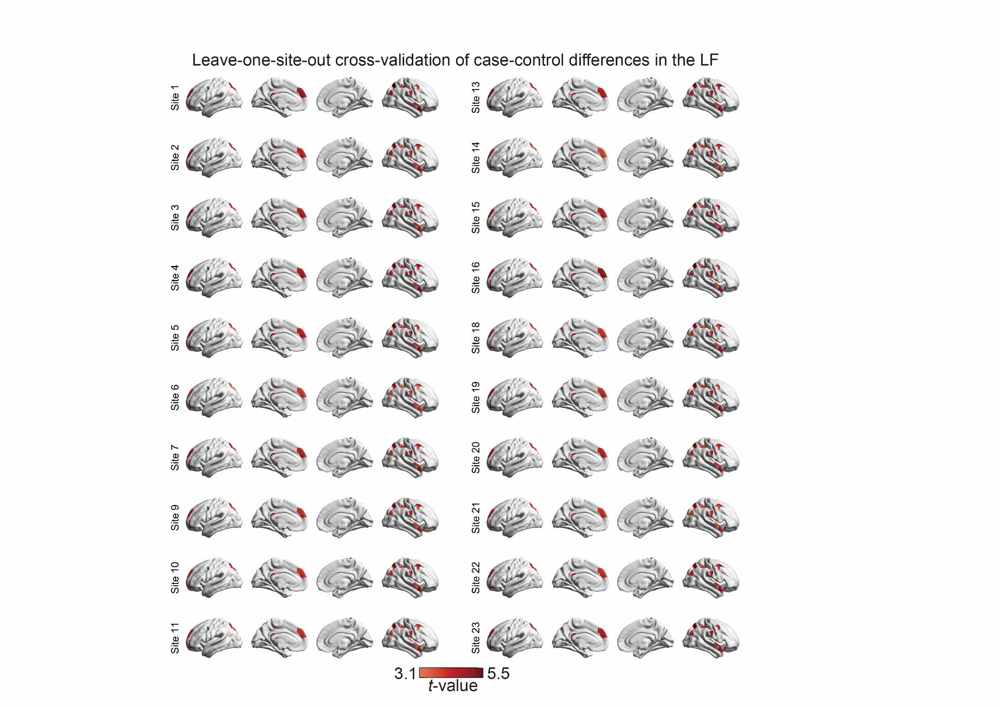 Leave-one-site-out cross-validation of case-control differences in the LF
Site 1
Site 2
Site 3
Site 4
Site 5
Site 6
Site 7
Site 9
Site 10
Site 11
Site 13
Site 14
Site 15
Site 16
Site 18
Site 19
Site 20
Site 21
Site 22
Site 23
3.1 5.5
t-value